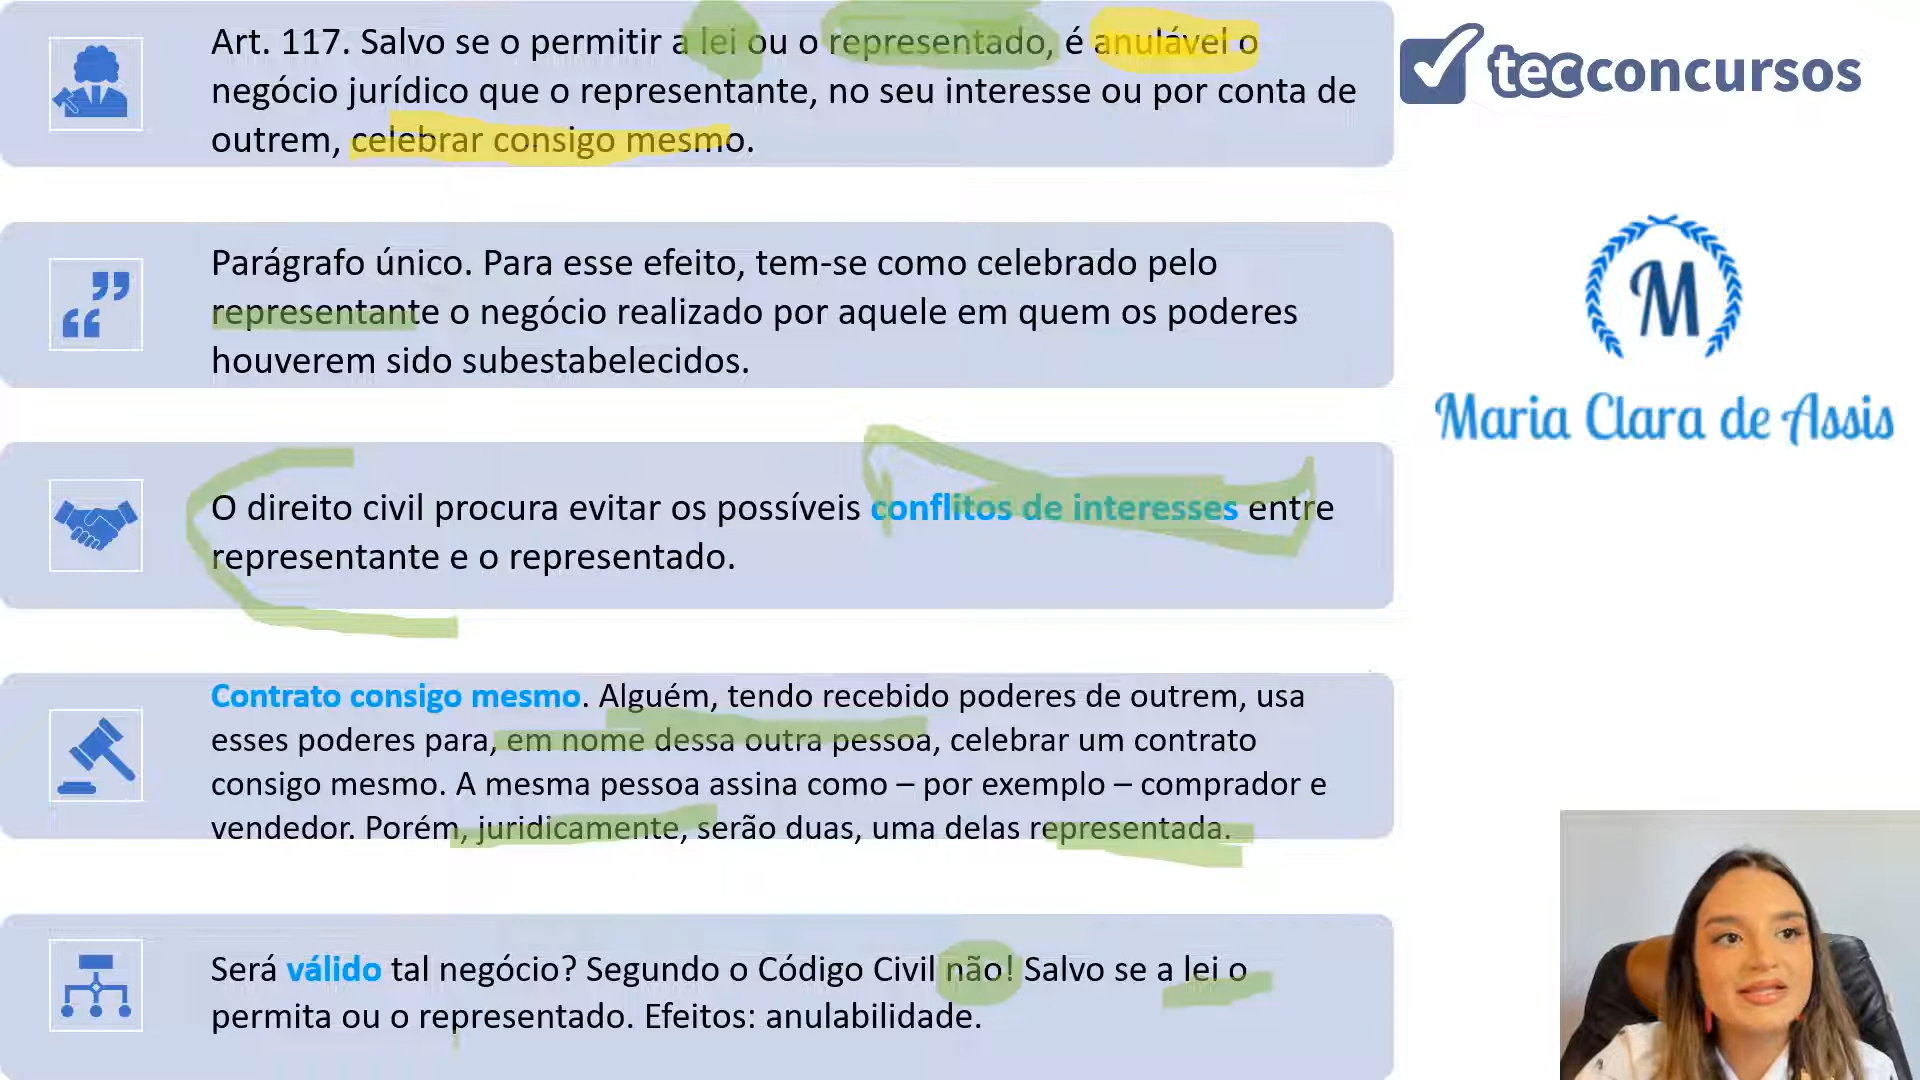 Art. 117. Salvo se o permitir a lei ou o representado, é anulável o
negócio jurídico que o representante, no seu interesse ou por conta de
outrem, celebrar consigo mesmo.
Parágrafo único. Para esse efeito, tem-se como celebrado pelo
representante o negócio realizado por aquele em quem os poderes
houverem sido subestabelecidos.
O direito civil procura evitar os possíveis conflitos de interesses entre
representante e o representado.
Contrato consigo mesmo. Alguém, tendo recebido poderes de outrem, usa
esses poderes para, em nome dessa outra pessoa, celebrar um contrato
consigo mesmo. A mesma pessoa assina como – por exemplo – comprador e
vendedor. Porém, juridicamente, serão duas, uma delas representada.
Será válido tal negócio? Segundo o Código Civil não! Salvo se a lei o
permita ou o representado. Efeitos: anulabilidade.
tecconcursos
M
Maria Clara de Assis